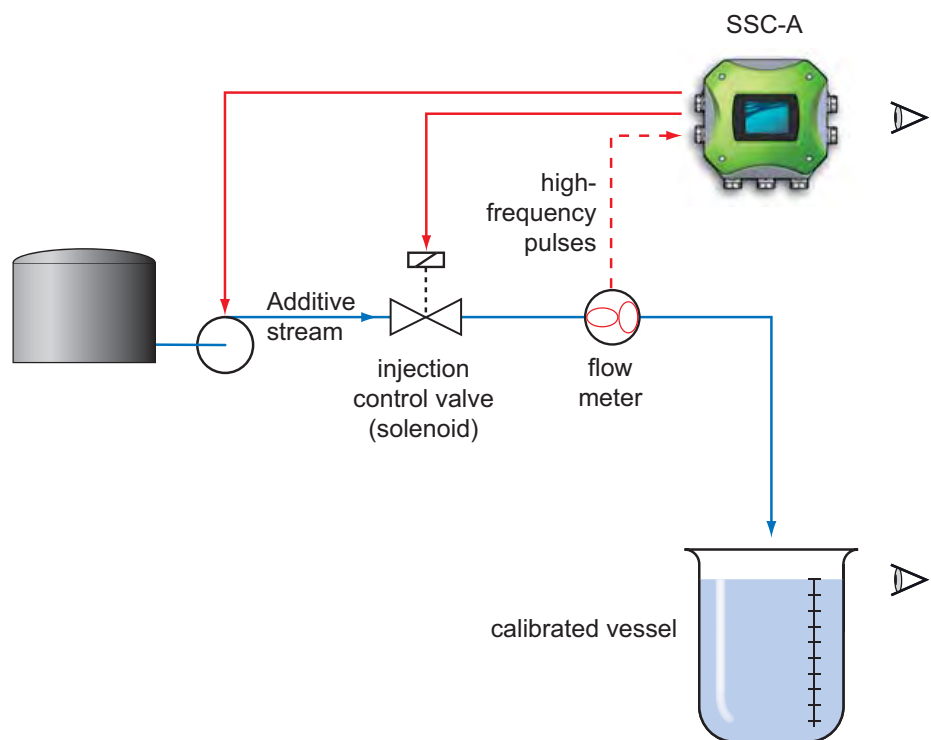 SSC-A
high-
frequency
pulses
Additive
stream
injection
control valve
(solenoid)
flow
meter
calibrated vessel